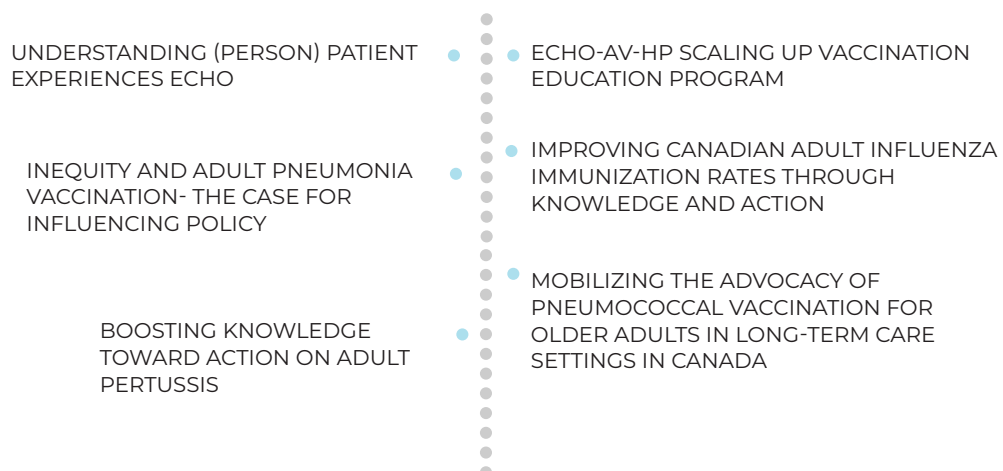 UNDERSTANDING (PERSON) PATIENT
EXPERIENCES ECHO
INEQUITY AND ADULT PNEUMONIA
VACCINATION- THE CASE FOR
INFLUENCING POLICY
BOOSTING KNOWLEDGE
TOWARD ACTION ON ADULT
PERTUSSIS
ECHO-AV-HP SCALING UP VACCINATION
EDUCATION PROGRAM
IMPROVING CANADIAN ADULT INFLUENZA
IMMUNIZATION RATES THROUGH
KNOWLEDGE AND ACTION
MOBILIZING THE ADVOCACY OF
PNEUMOCOCCAL VACCINATION FOR
OLDER ADULTS IN LONG-TERM CARE
SETTINGS IN CANADA